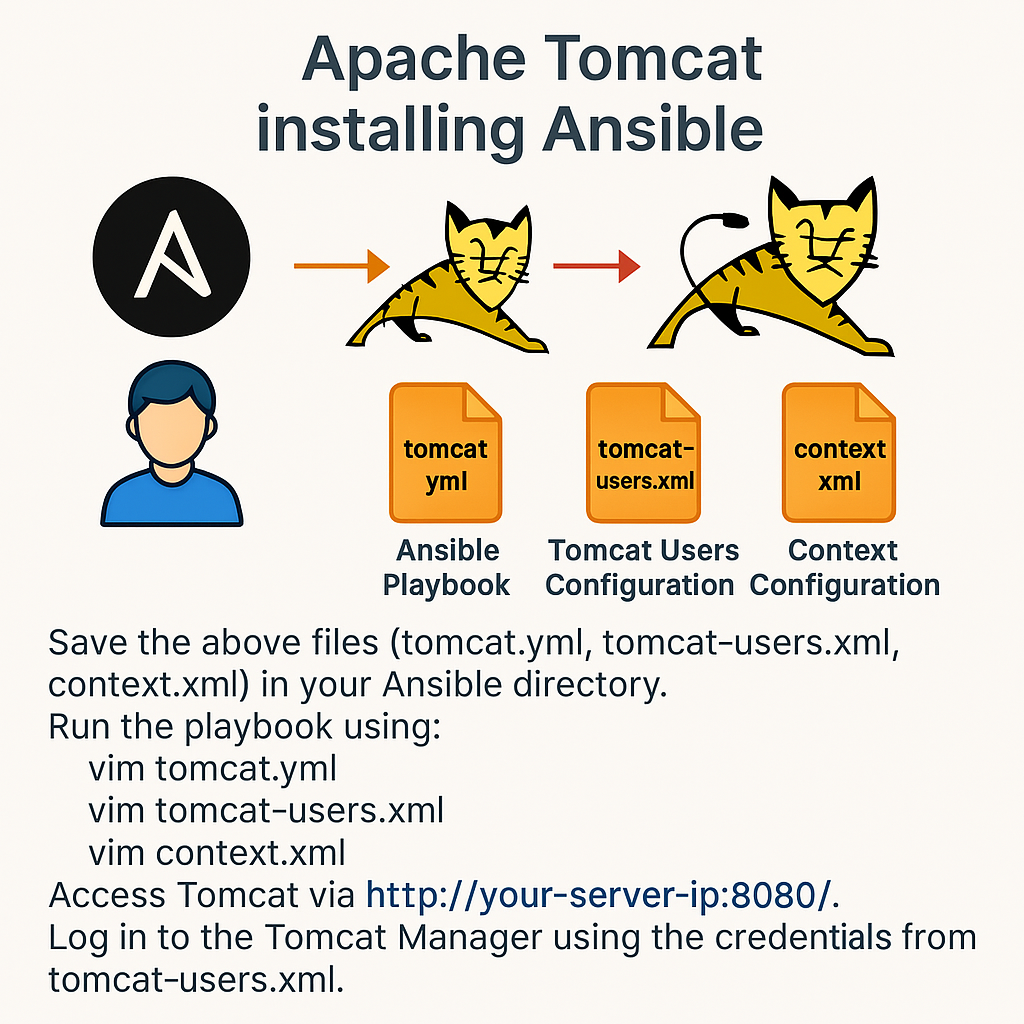 Apache Tomcat
installing Ansible
tomcat
yml
tomcat-
users.xml
context
xml
Ansible
Playbook
Tomcat Users
Configuration
Context
Configuration
Save the above files (tomcat.yml, tomcat-users.xml,
context.xml) in your Ansible directory.
Run the playbook using:
vim tomcat.yml
vim tomcat-users.xml
vim context.xml
Access Tomcat via http://your-server-ip:8080/.
Log in to the Tomcat Manager using the credentials from
tomcat-users.xml.